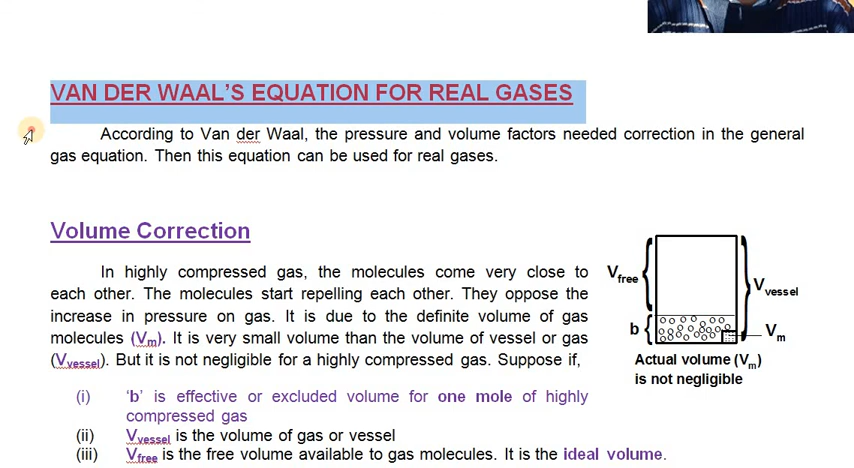 VAN DER WAAL'S EQUATION FOR REAL GASES
According to Van der Waal, the pressure and volume factors needed correction in the general
gas equation. Then this equation can be used for real gases.
Volume Correction
In highly compressed gas, the molecules come very close to
each other. The molecules start repelling each other. They oppose the
increase in pressure on gas. It is due to the definite volume of gas
molecules (Vm). It is very small volume than the volume of vessel or gas
(Vvessel). But it is not negligible for a highly compressed gas. Suppose if,
(i) 'b' is effective or excluded volume for one mole of highly
compressed gas
(ii) Vvessel is the volume of gas or vessel
(iii) Vfree is the free volume available to gas molecules. It is the ideal volume.
Vfree
Vvessel
b
Vm
Actual volume (Vm)
is not negligible